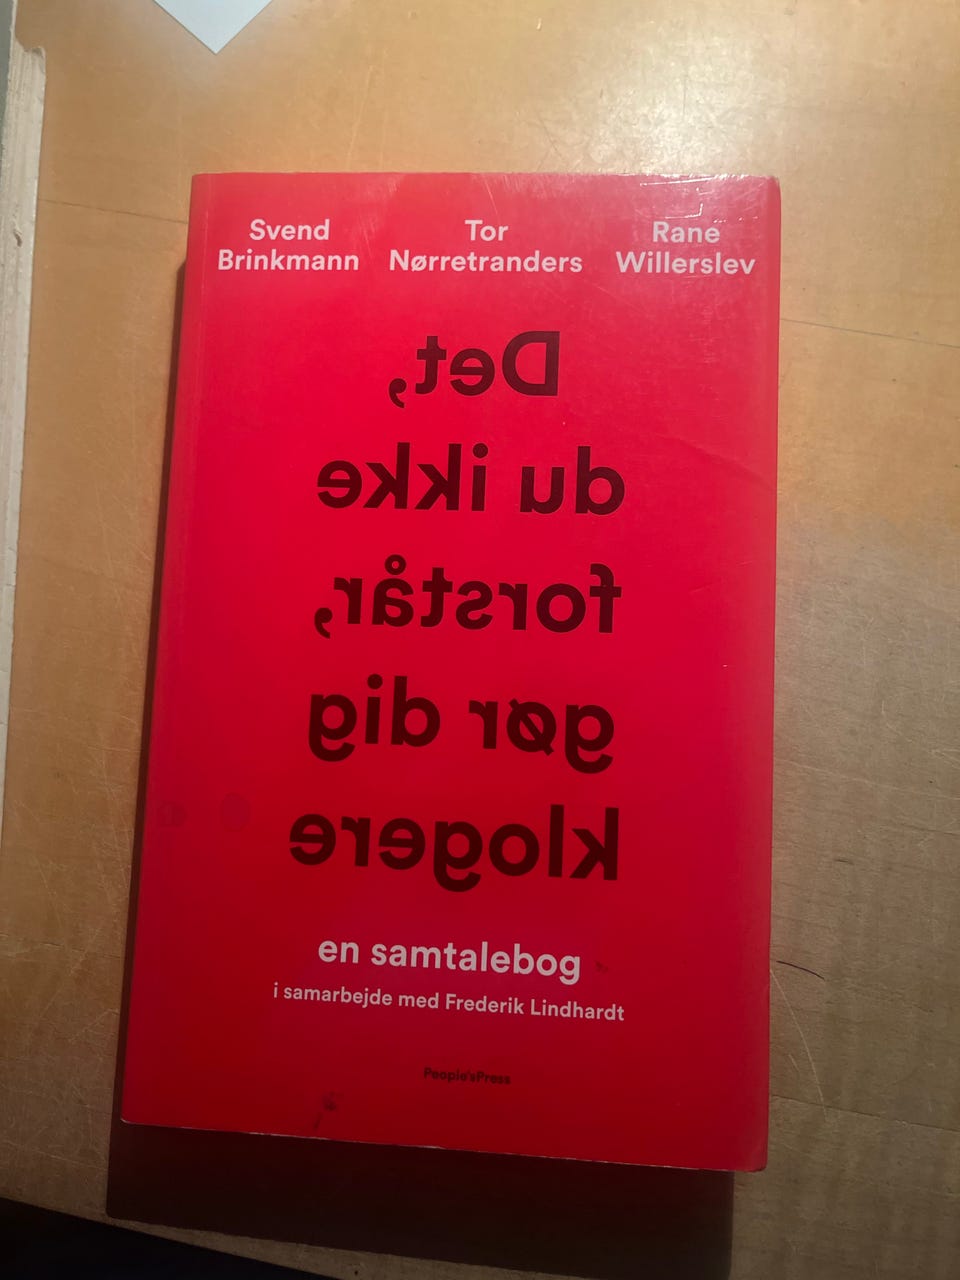 Svend Brinkmann
Tor Nørretranders
Rane Willerslev
Det,
du ikke
forstår,
gør dig
klogere
en samtalebog
i samarbejde med Frederik Lindhardt
People'sPress